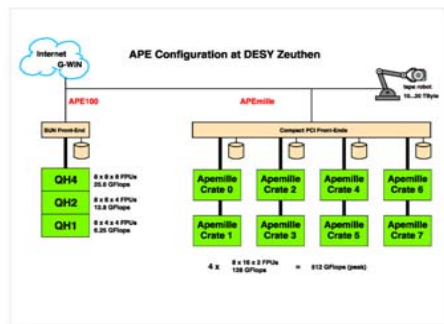 APE Configuration at DESY Zeuthen
Internet
G-WIN
tape robot
10...20 TByte
APE100
APEmille
SUN Front-End
Compact PCI Front-Ends
QH4
8 x 8 x 8 FPUs
25.6 GFlops
QH2
8 x 8 x 4 FPUs
12.8 GFlops
QH1
8 x 4 x 4 FPUs
6.25 GFlops
Apemille
Crate 0
Apemille
Crate 2
Apemille
Crate 4
Apemille
Crate 6
Apemille
Crate 1
Apemille
Crate 3
Apemille
Crate 5
Apemille
Crate 7
4 x
8 x 16 x 2 FPUs
128 GFlops
= 512 GFlops (peak)